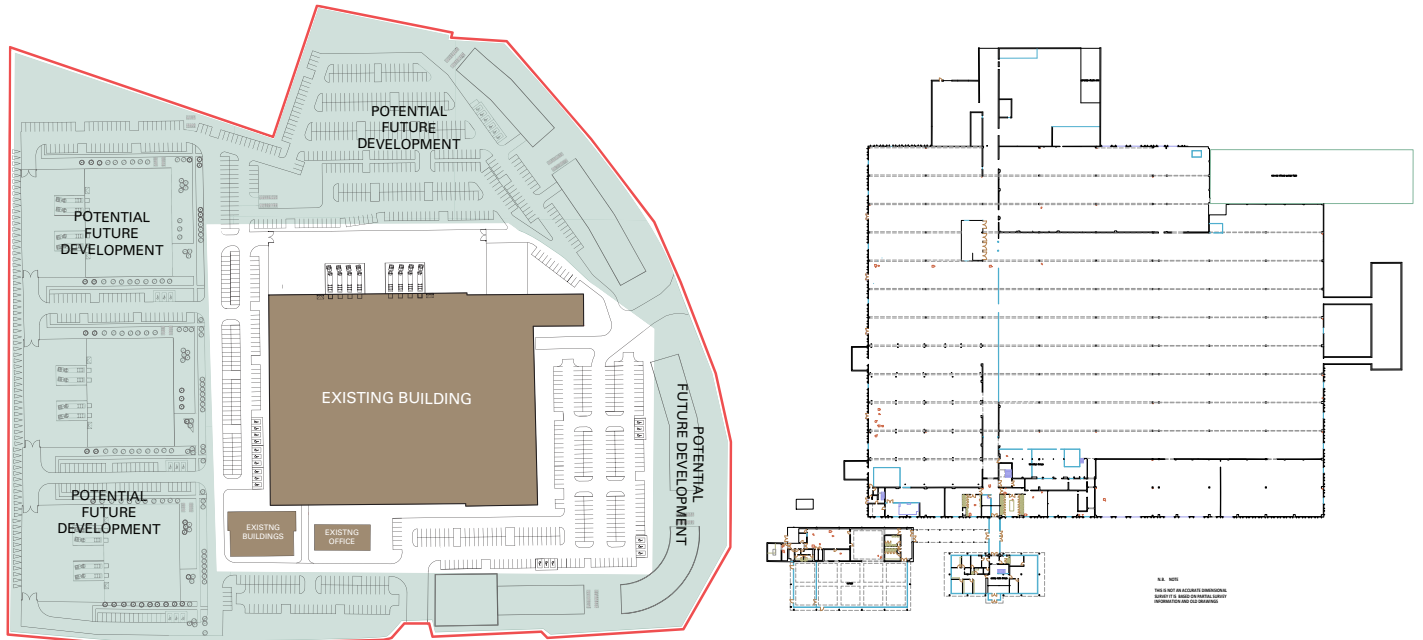 POTENTIAL
FUTURE
DEVELOPMENT
POTENTIAL
FUTURE
DEVELOPMENT
EXISTING BUILDING
POTENTIAL
FUTURE DEVELOPMENT
POTENTIAL
FUTURE
DEVELOPMENT
EXISTNG
BUILDINGS
EXISTNG
OFFICE
N.B. NOTE
THIS IS NOT AN ACCURATE DIMENSIONAL
SURVEY IT IS BASED ON PARTIAL SURVEY
INFORMATION AND OLD DRAWINGS